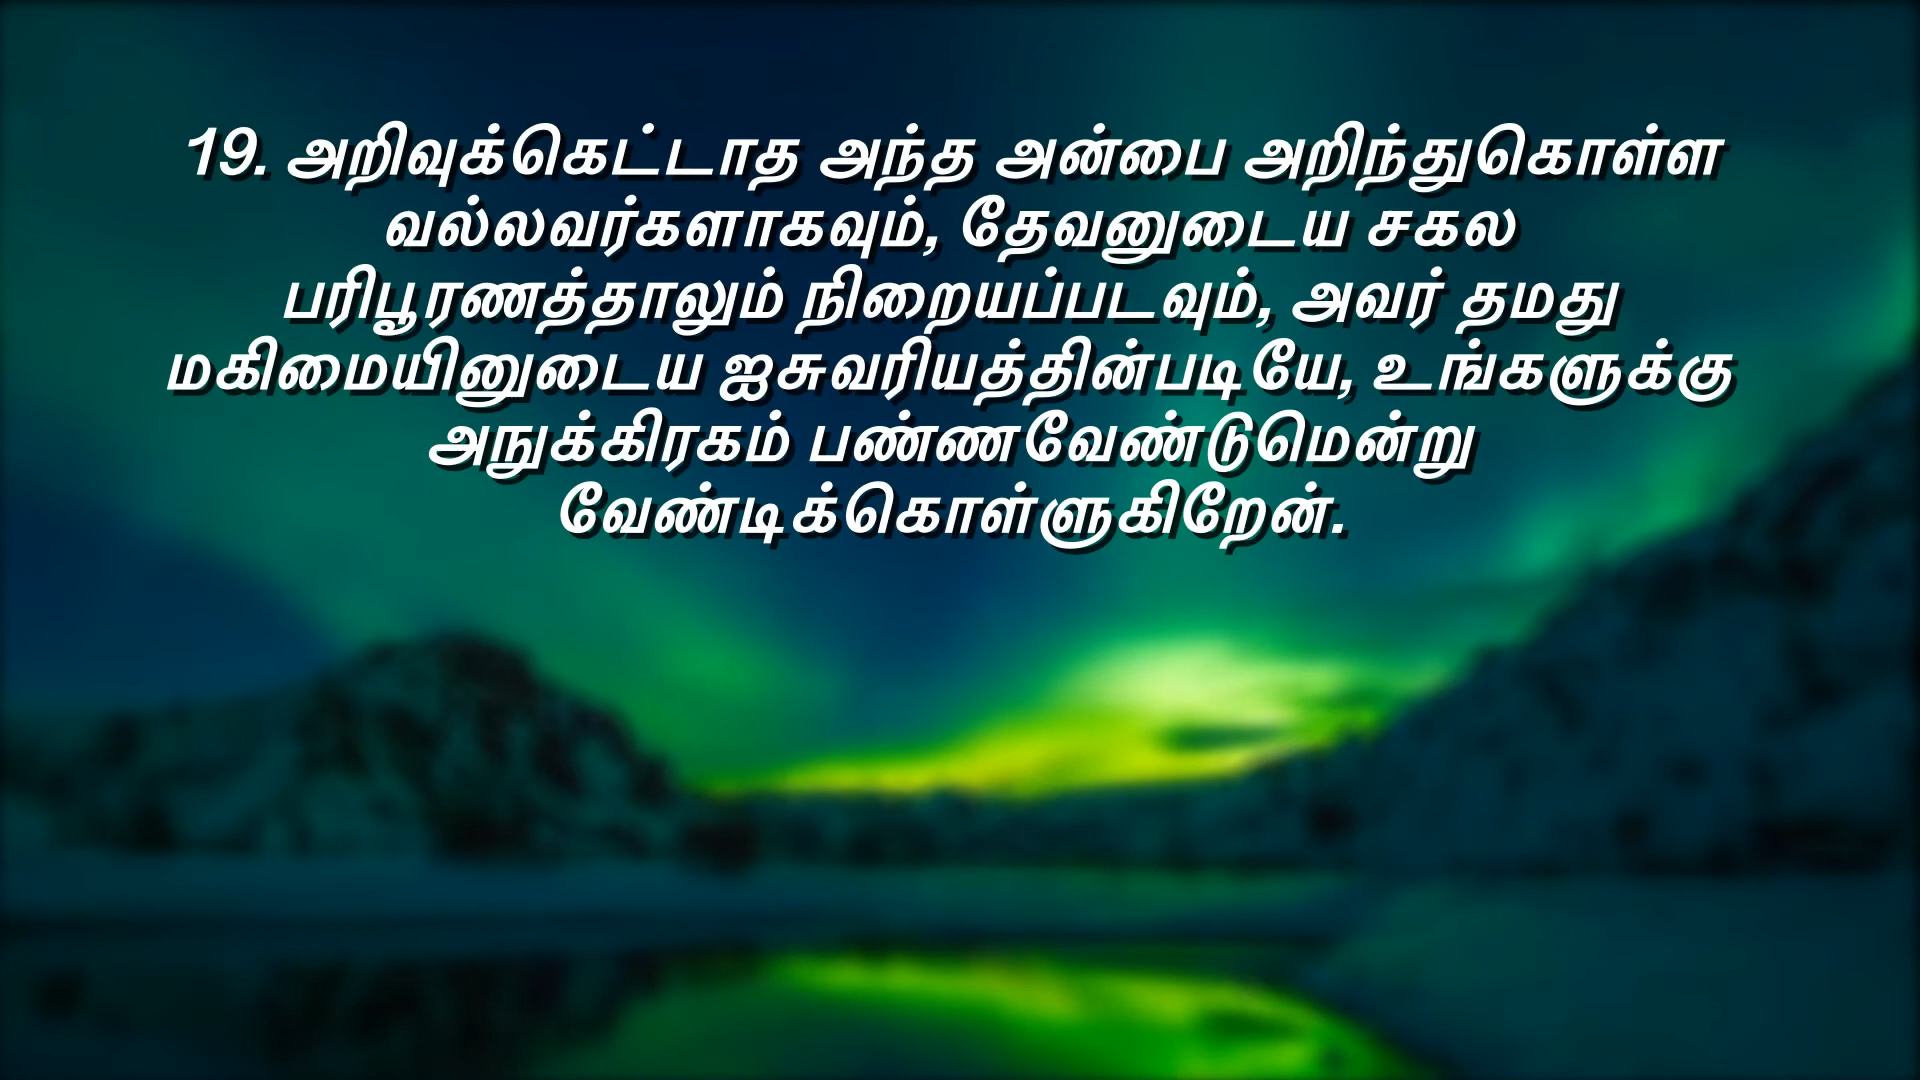 19. அறிவுக்கெட்டாத அந்த அன்பை அறிந்துகொள்ள
வல்லவர்களாகவும், தேவனுடைய சகல
பரிபூரணத்தாலும் நிறையப்படவும், அவர் தமது
மகிமையினுடைய ஐசுவரியத்தின்படியே, உங்களுக்கு
அநுக்கிரகம் பண்ணவேண்டுமென்று
வேண்டிக்கொள்ளுகிறேன்.